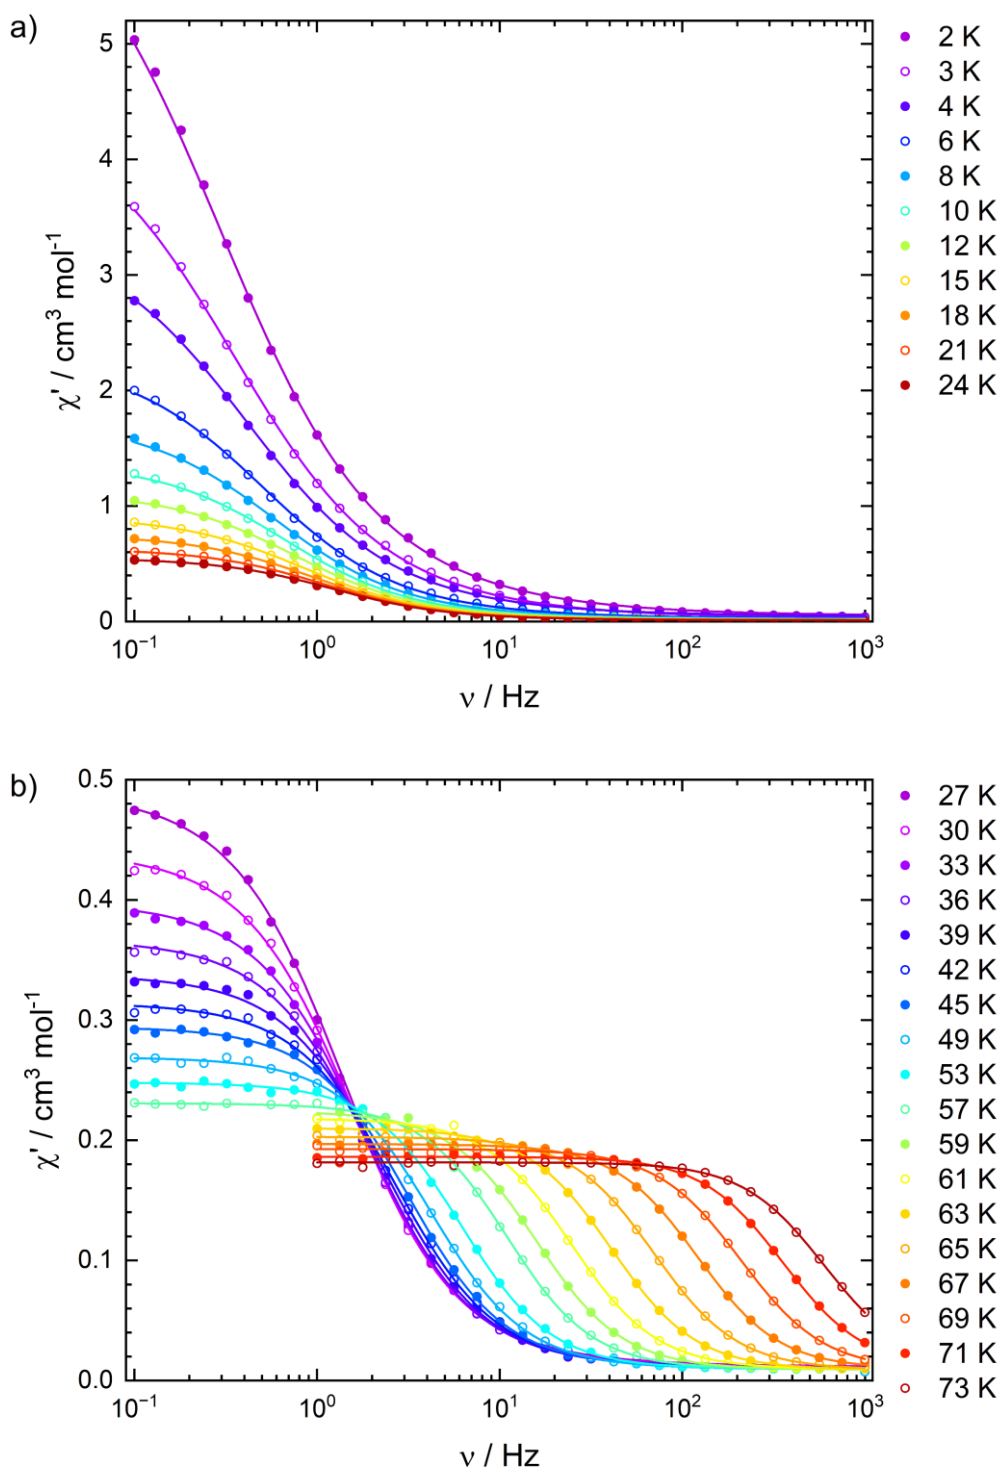 a)
χ' / cm³ mol⁻¹
5
4
3
2
1
0
10⁻¹ 10⁰ 10¹ 10² 10³
ν / Hz
2 K
3 K
4 K
6 K
8 K
10 K
12 K
15 K
18 K
21 K
24 K
b)
χ' / cm³ mol⁻¹
0.5
0.4
0.3
0.2
0.1
0.0
10⁻¹ 10⁰ 10¹ 10² 10³
ν / Hz
27 K
30 K
33 K
36 K
39 K
42 K
45 K
49 K
53 K
57 K
59 K
61 K
63 K
65 K
67 K
69 K
71 K
73 K